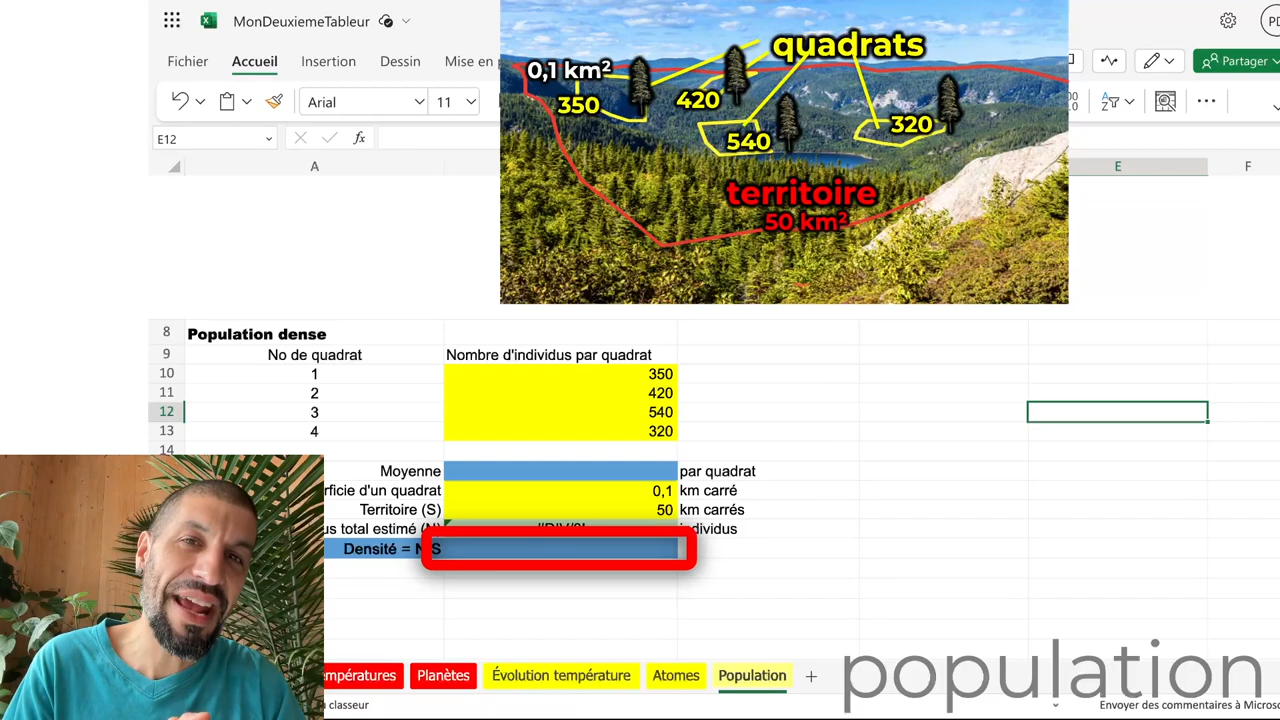 MonDeuxiemeTableur
PD
Fichier
Accueil
Insertion
Dessin
Mise en p
Partager
Arial
11
E12
fx
quadrats
0,1 km²
350
420
540
320
territoire
50 km²
A
E
F
8 Population dense
9 No de quadrat Nombre d'individus par quadrat
10 1 350
11 2 420
12 3 540
13 4 320
14
Moyenne par quadrat
rficie d'un quadrat 0,1 km carré
Territoire (S) 50 km carrés
us total estimé (N) individus
Densité = N/S
mpératures
Planètes
Évolution température
Atomes
Population
population
classeur
Envoyer des commentaires à Micros